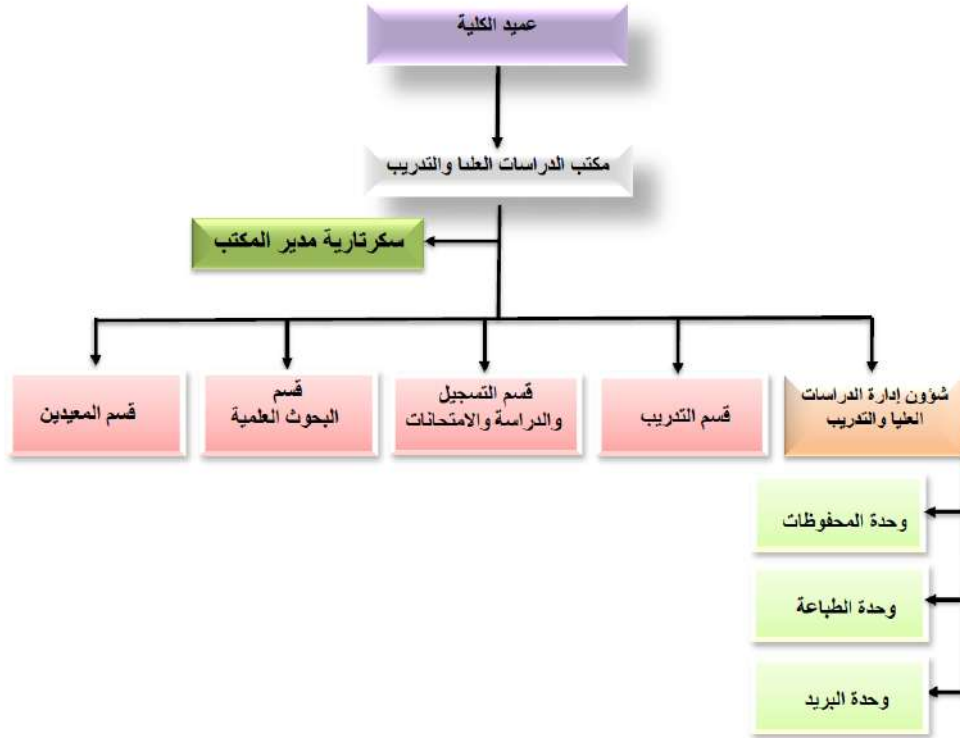 عميد الكلية
مكتب الدراسات العليا والتدريب
سكرتارية مدير المكتب
شؤون إدارة الدراسات
العليا والتدريب
قسم التدريب
قسم التسجيل
والدراسة والامتحانات
قسم
البحوث العلمية
قسم المعيدين
وحدة المحفوظات
وحدة الطباعة
وحدة البريد